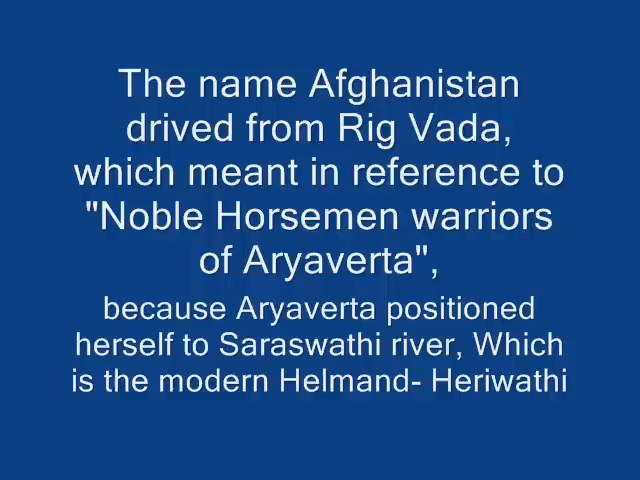 The name Afghanistan
drived from Rig Vada,
which meant in reference to
"Noble Horsemen warriors
of Aryaverta",
because Aryaverta positioned
herself to Saraswathi river, Which
is the modern Helmand- Heriwathi